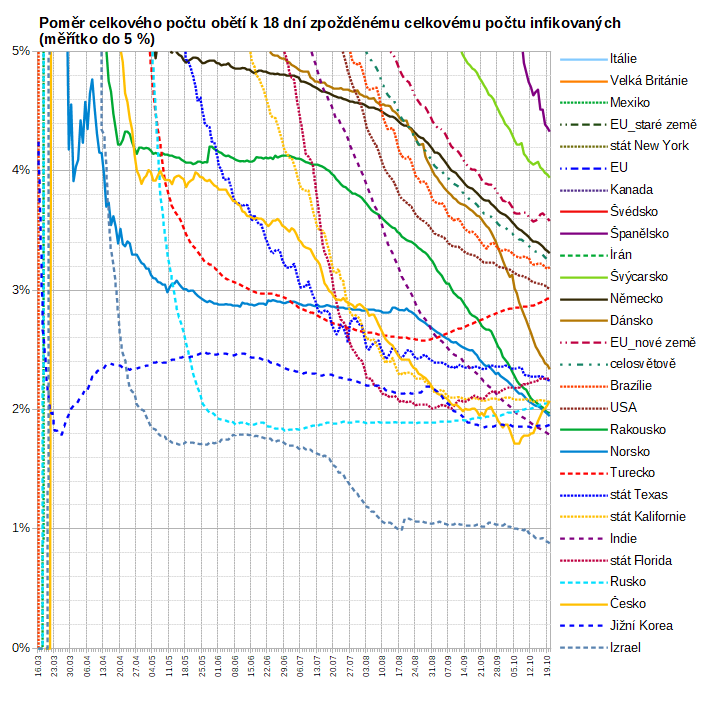 Poměr celkového počtu obětí k 18 dní zpožděnému celkovému počtu infikovaných
(měřítko do 5 %)
5%
4%
3%
2%
1%
0%
16.03
23.03
30.03
06.04
13.04
20.04
27.04
04.05
11.05
18.05
25.05
01.06
08.06
15.06
22.06
29.06
06.07
13.07
20.07
27.07
03.08
10.08
17.08
24.08
31.08
07.09
14.09
21.09
28.09
05.10
12.10
19.10
Itálie
Velká Británie
Mexiko
EU_staré země
stát New York
EU
Kanada
Švédsko
Španělsko
Írán
Švýcarsko
Německo
Dánsko
EU_nové země
celosvětově
Brazílie
USA
Rakousko
Norsko
Turecko
stát Texas
stát Kalifornie
Indie
stát Florida
Rusko
Česko
Jižní Korea
Izrael